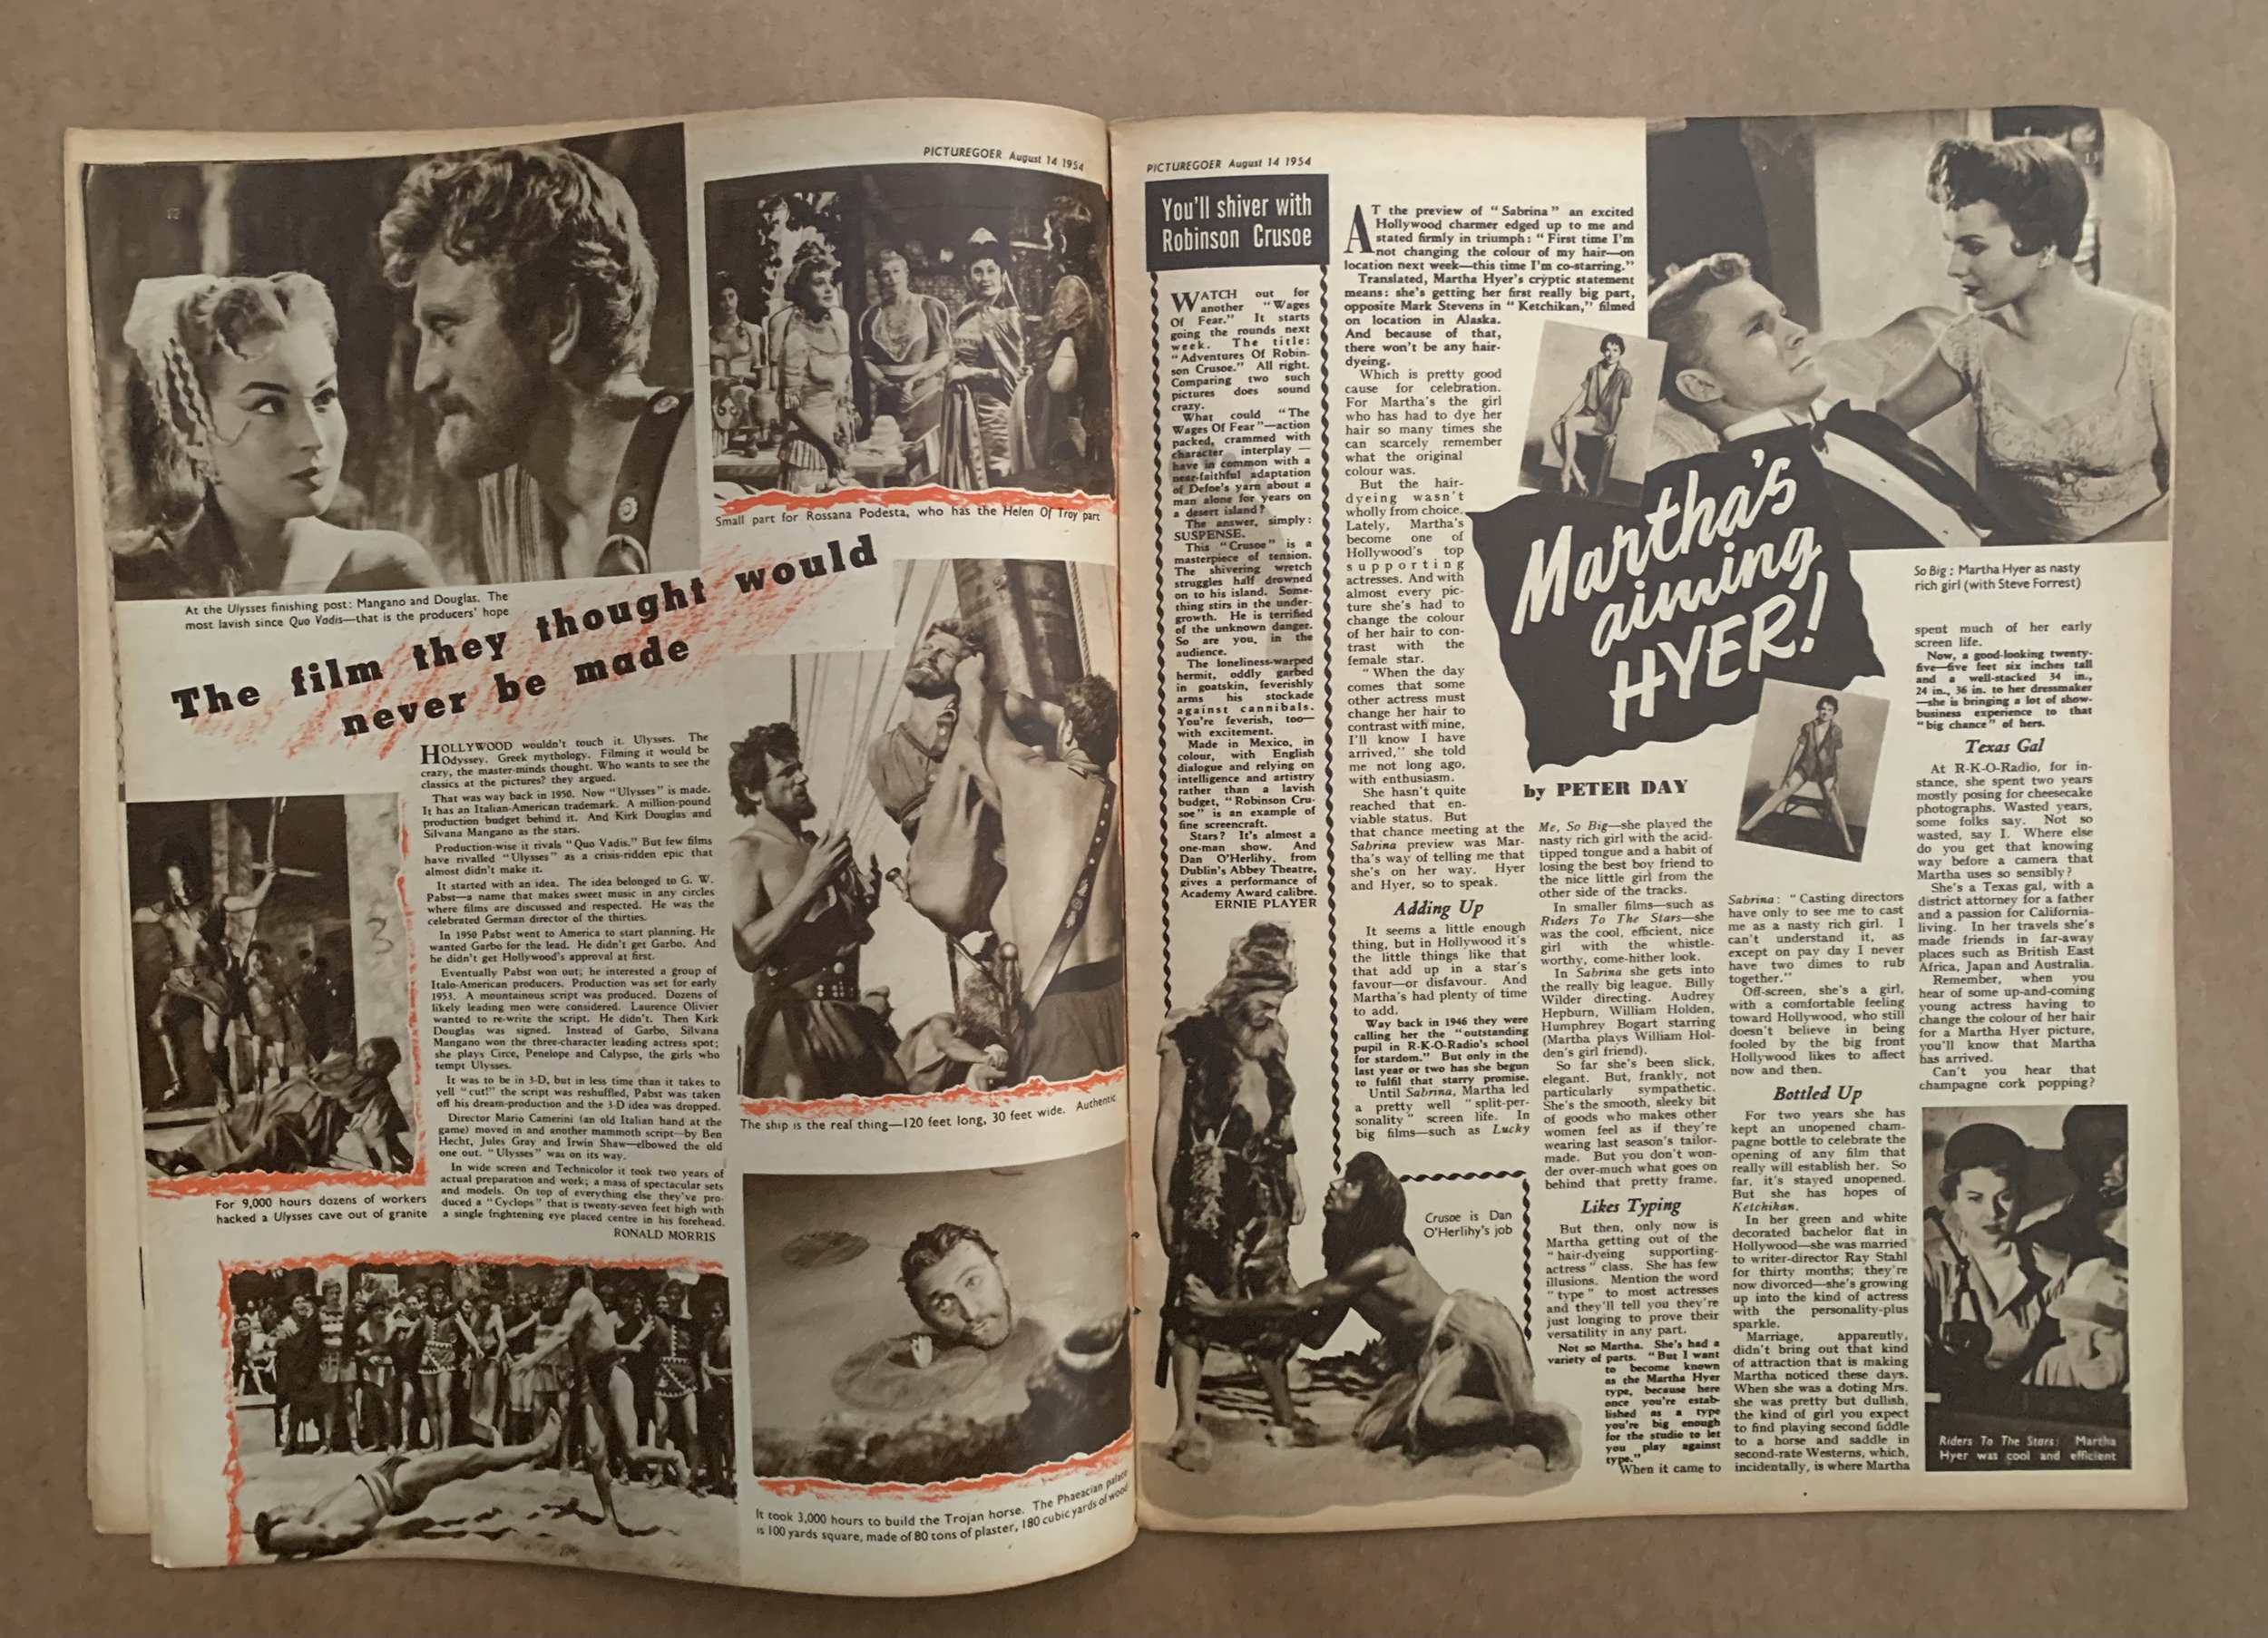 12
PICTUREGOER August 14 1954
At the Ulysses finishing post: Mangano and Douglas. The
most lavish since Quo Vadis—that is the producers' hope
Small part for Rossana Podesta, who has the Helen Of Troy part
The film they thought would
never be made
HOLLYWOOD wouldn't touch it. Ulysses. The
Odyssey. Greek mythology. Filming it would be
crazy, the master-minds thought. Who wants to see the
classics at the pictures? they argued.
That was way back in 1950. Now "Ulysses" is made.
It has an Italian-American trademark. A million-pound
production budget behind it. And Kirk Douglas and
Silvana Mangano as the stars.
Production-wise it rivals "Quo Vadis." But few films
have rivalled "Ulysses" as a crisis-ridden epic that
almost didn't make it.
It started with an idea. The idea belonged to G. W.
Pabst—a name that makes sweet music in any circles
where films are discussed and respected. He was the
celebrated German director of the thirties.
In 1950 Pabst went to America to start planning. He
wanted Garbo for the lead. He didn't get Garbo. And
he didn't get Hollywood's approval at first.
Eventually Pabst won out; he interested a group of
Italo-American producers. Production was set for early
1953. A mountainous script was produced. Dozens of
likely leading men were considered. Laurence Olivier
wanted to re-write the script. He didn't. Then Kirk
Douglas was signed. Instead of Garbo, Silvana
Mangano won the three-character leading actress spot;
she plays Circe, Penelope and Calypso, the girls who
tempt Ulysses.
It was to be in 3-D, but in less time than it takes to
yell "cut!" the script was reshuffled, Pabst was taken
off his dream-production and the 3-D idea was dropped.
Director Mario Camerini (an old Italian hand at the
game) moved in and another mammoth script—by Ben
Hecht, Jules Gray and Irwin Shaw—elbowed the old
one out. "Ulysses" was on its way.
In wide screen and Technicolor it took two years of
actual preparation and work; a mass of spectacular sets
and models. On top of everything else they've pro-
duced a "Cyclops" that is twenty-seven feet high with
a single frightening eye placed centre in his forehead.
RONALD MORRIS
3
For 9,000 hours dozens of workers
hacked a Ulysses cave out of granite
The ship is the real thing—120 feet long, 30 feet wide. Authentic
It took 3,000 hours to build the Trojan horse. The Phaeacian palace
is 100 yards square, made of 80 tons of plaster, 180 cubic yards of wood
PICTUREGOER August 14 1954
13
You'll shiver with
Robinson Crusoe
WATCH out for
another "Wages
Of Fear." It starts
going the rounds next
week. The title:
"Adventures Of Robin-
son Crusoe." All right.
Comparing two such
pictures does sound
crazy.
What could "The
Wages Of Fear"—action
packed, crammed with
character interplay—
have in common with a
near-faithful adaptation
of Defoe's yarn about a
man alone for years on
a desert island?
The answer, simply:
SUSPENSE.
This "Crusoe" is a
masterpiece of tension.
The shivering wretch
struggles half drowned
on to his island. Some-
thing stirs in the under-
growth. He is terrified
of the unknown danger.
So are you, in the
audience.
The loneliness-warped
hermit, oddly garbed
in goatskin, feverishly
arms his stockade
against cannibals.
You're feverish, too—
with excitement.
Made in Mexico, in
colour, with English
dialogue and relying on
intelligence and artistry
rather than a lavish
budget, "Robinson Cru-
soe" is an example of
fine screencraft.
Stars? It's almost a
one-man show. And
Dan O'Herlihy, from
Dublin's Abbey Theatre,
gives a performance of
Academy Award calibre.
ERNIE PLAYER
Crusoe is Dan
O'Herlihy's job
AT the preview of "Sabrina" an excited
Hollywood charmer edged up to me and
stated firmly in triumph: "First time I'm
not changing the colour of my hair—on
location next week—this time I'm co-starring."
Translated, Martha Hyer's cryptic statement
means: she's getting her first really big part,
opposite Mark Stevens in "Ketchikan," filmed
on location in Alaska.
And because of that,
there won't be any hair-
dyeing.
Which is pretty good
cause for celebration.
For Martha's the girl
who has had to dye her
hair so many times she
can scarcely remember
what the original
colour was.
But the hair-
dyeing wasn't
wholly from choice.
Lately, Martha's
become one of
Hollywood's top
supporting
actresses. And with
almost every pic-
ture she's had to
change the colour
of her hair to con-
trast with the
female star.
"When the day
comes that some
other actress must
change her hair to
contrast with mine,
I'll know I have
arrived," she told
me not long ago,
with enthusiasm.
She hasn't quite
reached that en-
viable status. But
that chance meeting at the
Sabrina preview was Mar-
tha's way of telling me that
she's on her way. Hyer
and Hyer, so to speak.
Adding Up
It seems a little enough
thing, but in Hollywood it's
the little things like that
that add up in a star's
favour—or disfavour. And
Martha's had plenty of time
to add.
Way back in 1946 they were
calling her the "outstanding
pupil in R-K-O-Radio's school
for stardom." But only in the
last year or two has she begun
to fulfil that starry promise.
Until Sabrina, Martha led
a pretty well "split-per-
sonality" screen life. In
big films—such as Lucky
Martha's
aiming
HYER!
by PETER DAY
Me, So Big—she played the
nasty rich girl with the acid-
tipped tongue and a habit of
losing the best boy friend to
the nice little girl from the
other side of the tracks.
In smaller films—such as
Riders To The Stars—she
was the cool, efficient, nice
girl with the whistle-
worthy, come-hither look.
In Sabrina she gets into
the really big league. Billy
Wilder directing. Audrey
Hepburn, William Holden,
Humphrey Bogart starring
(Martha plays William Hol-
den's girl friend).
So far she's been slick,
elegant. But, frankly, not
particularly sympathetic.
She's the smooth, sleeky bit
of goods who makes other
women feel as if they're
wearing last season's tailor-
made. But you don't won-
der over-much what goes on
behind that pretty frame.
Likes Typing
But then, only now is
Martha getting out of the
"hair-dyeing supporting-
actress" class. She has few
illusions. Mention the word
"type" to most actresses
and they'll tell you they're
just longing to prove their
versatility in any part.
Not so Martha. She's had a
variety of parts. "But I want
to become known
as the Martha Hyer
type, because here
once you're estab-
lished as a type
you're big enough
for the studio to let
you play against
type."
When it came to
Sabrina: "Casting directors
have only to see me to cast
me as a nasty rich girl. I
can't understand it, as
except on pay day I never
have two dimes to rub
together."
Off-screen, she's a girl,
with a comfortable feeling
toward Hollywood, who still
doesn't believe in being
fooled by the big front
Hollywood likes to affect
now and then.
Bottled Up
For two years she has
kept an unopened cham-
pagne bottle to celebrate the
opening of any film that
really will establish her. So
far, it's stayed unopened.
But she has hopes of
Ketchikan.
In her green and white
decorated bachelor flat in
Hollywood—she was married
to writer-director Ray Stahl
for thirty months; they're
now divorced—she's growing
up into the kind of actress
with the personality-plus
sparkle.
Marriage, apparently,
didn't bring out that kind
of attraction that is making
Martha noticed these days.
When she was a doting Mrs.
she was pretty but dullish,
the kind of girl you expect
to find playing second fiddle
to a horse and saddle in
second-rate Westerns, which,
incidentally, is where Martha
So Big: Martha Hyer as nasty
rich girl (with Steve Forrest)
spent much of her early
screen life.
Now, a good-looking twenty-
five—five feet six inches tall
and a well-stacked 34 in.,
24 in., 36 in. to her dressmaker
—she is bringing a lot of show-
business experience to that
"big chance" of hers.
Texas Gal
At R-K-O-Radio, for in-
stance, she spent two years
mostly posing for cheesecake
photographs. Wasted years,
some folks say. Not so
wasted, say I. Where else
do you get that knowing
way before a camera that
Martha uses so sensibly?
She's a Texas gal, with a
district attorney for a father
and a passion for California-
living. In her travels she's
made friends in far-away
places such as British East
Africa, Japan and Australia.
Remember, when you
hear of some up-and-coming
young actress having to
change the colour of her hair
for a Martha Hyer picture,
you'll know that Martha
has arrived.
Can't you hear that
champagne cork popping?
Riders To The Stars: Martha
Hyer was cool and efficient